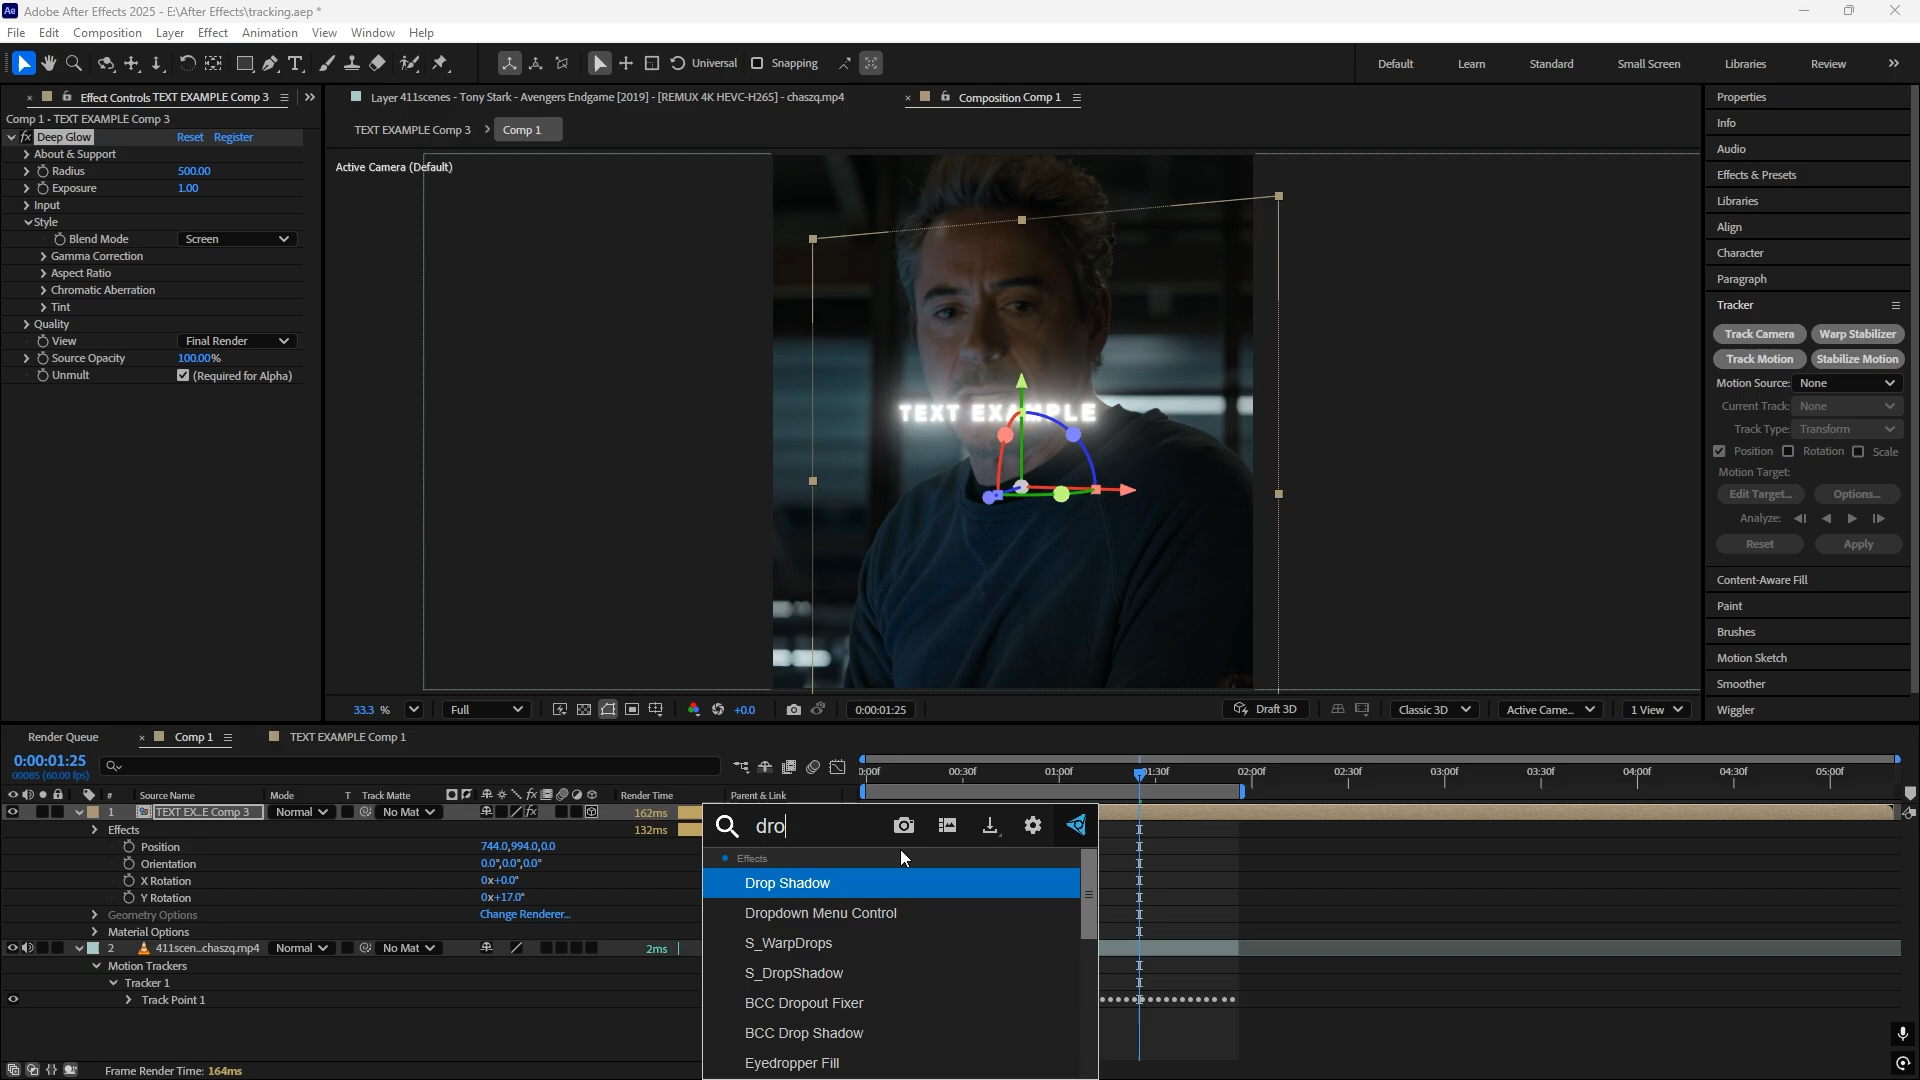 Ae Adobe After Effects 2025 - E:\After Effects\tracking.aep *
File Edit Composition Layer Effect Animation View Window Help
Universal Snapping Default Learn Standard Small Screen Libraries Review
Effect Controls TEXT EXAMPLE Comp 3
Comp 1 - TEXT EXAMPLE Comp 3
fx Deep Glow Reset Register
About & Support
Radius 500.00
Exposure 1.00
Input
Style
Blend Mode Screen
Gamma Correction
Aspect Ratio
Chromatic Aberration
Tint
Quality
View Final Render
Source Opacity 100.00%
Unmult (Required for Alpha)
Layer 411scenes - Tony Stark - Avengers Endgame [2019] - [REMUX 4K HEVC-H265] - chaszq.mp4
Composition Comp 1
TEXT EXAMPLE Comp 3 Comp 1
Active Camera (Default)
TEXT EXAMPLE
33.3 % Full +0.0 0:00:01:25 Draft 3D Classic 3D Active Came... 1 View
Properties
Info
Audio
Effects & Presets
Libraries
Align
Character
Paragraph
Tracker
Track Camera Warp Stabilizer
Track Motion Stabilize Motion
Motion Source: None
Current Track: None
Track Type: Transform
Position Rotation Scale
Motion Target:
Edit Target... Options...
Analyze:
Reset Apply
Content-Aware Fill
Paint
Brushes
Motion Sketch
Smoother
Wiggler
Render Queue Comp 1 TEXT EXAMPLE Comp 1
0:00:01:25
00085 (60.00 fps)
0:00f 00:30f 01:00f 01:30f 02:00f 02:30f 03:00f 03:30f 04:00f 04:30f 05:00f
# Source Name Mode T Track Matte fx Render Time Parent & Link
1 TEXT EX...E Comp 3 Normal No Mat fx 162ms
Effects 132ms
Position 744.0,994.0,0.0
Orientation 0.0°,0.0°,0.0°
X Rotation 0x+0.0°
Y Rotation 0x+17.0°
Geometry Options Change Renderer...
Material Options
2 411scen...chaszq.mp4 Normal No Mat 2ms
Motion Trackers
Tracker 1
Track Point 1
Frame Render Time: 164ms
dro
Effects
Drop Shadow
Dropdown Menu Control
S_WarpDrops
S_DropShadow
BCC Dropout Fixer
BCC Drop Shadow
Eyedropper Fill